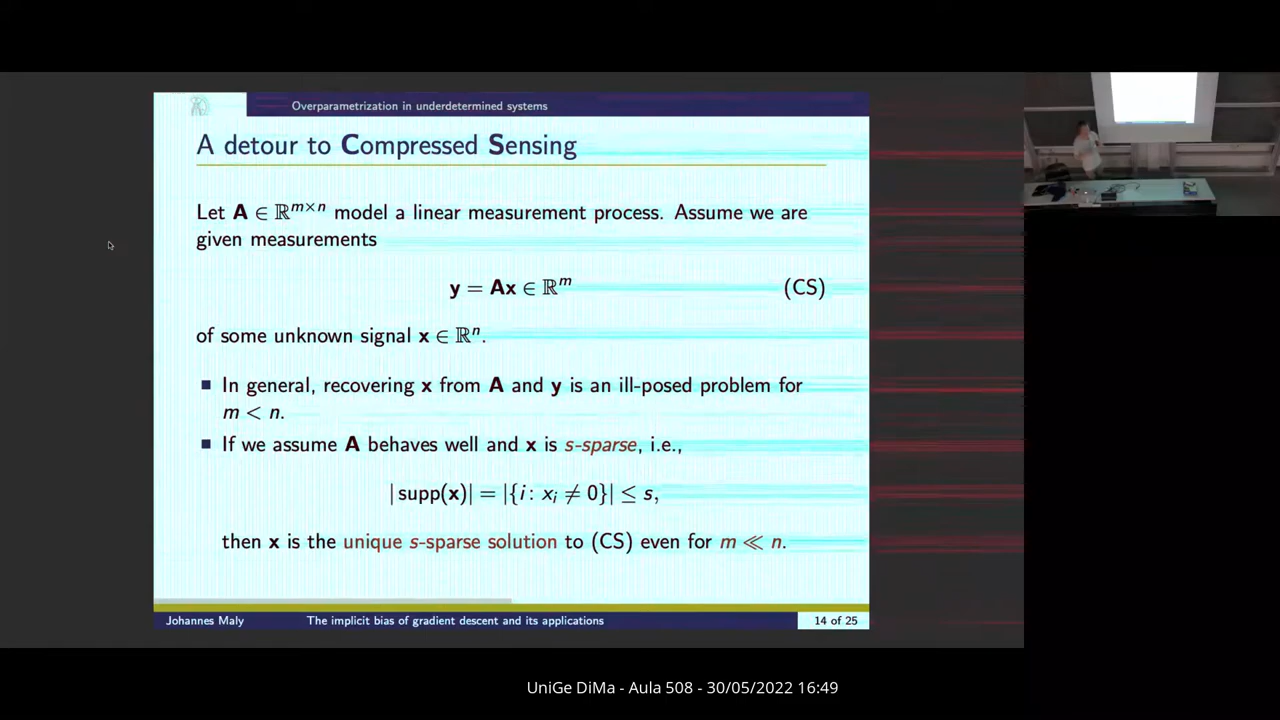 Overparametrization in underdetermined systems
A detour to Compressed Sensing
Let A ∈ ℝᵐˣⁿ model a linear measurement process. Assume we are
given measurements
y = Ax ∈ ℝᵐ (CS)
of some unknown signal x ∈ ℝⁿ.
In general, recovering x from A and y is an ill-posed problem for
m < n.
If we assume A behaves well and x is s-sparse, i.e.,
| supp(x)| = |{i : xᵢ ≠ 0}| ≤ s,
then x is the unique s-sparse solution to (CS) even for m ≪ n.
Johannes Maly The implicit bias of gradient descent and its applications 14 of 25
UniGe DiMa - Aula 508 - 30/05/2022 16:49